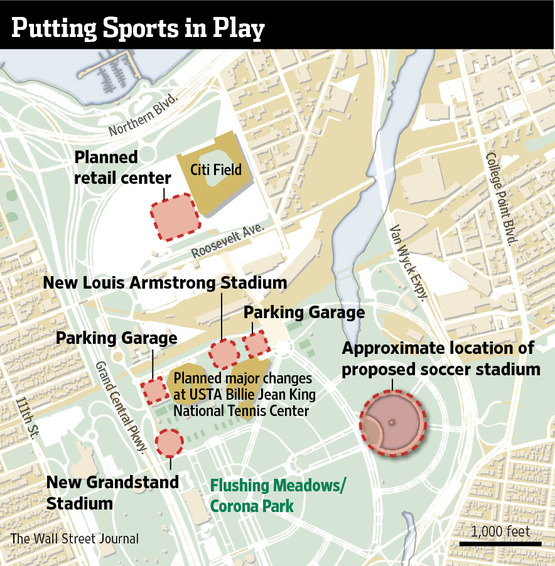 Putting Sports in Play
Northern Blvd.
Planned
retail center
Citi Field
College Point Blvd.
Roosevelt Ave.
Van Wyck Expy.
New Louis Armstrong Stadium
Parking Garage
Parking Garage
Approximate location of
proposed soccer stadium
Grand Central Pkwy.
Planned major changes
at USTA Billie Jean King
National Tennis Center
111th St.
New Grandstand
Stadium
Flushing Meadows/
Corona Park
The Wall Street Journal
1,000 feet